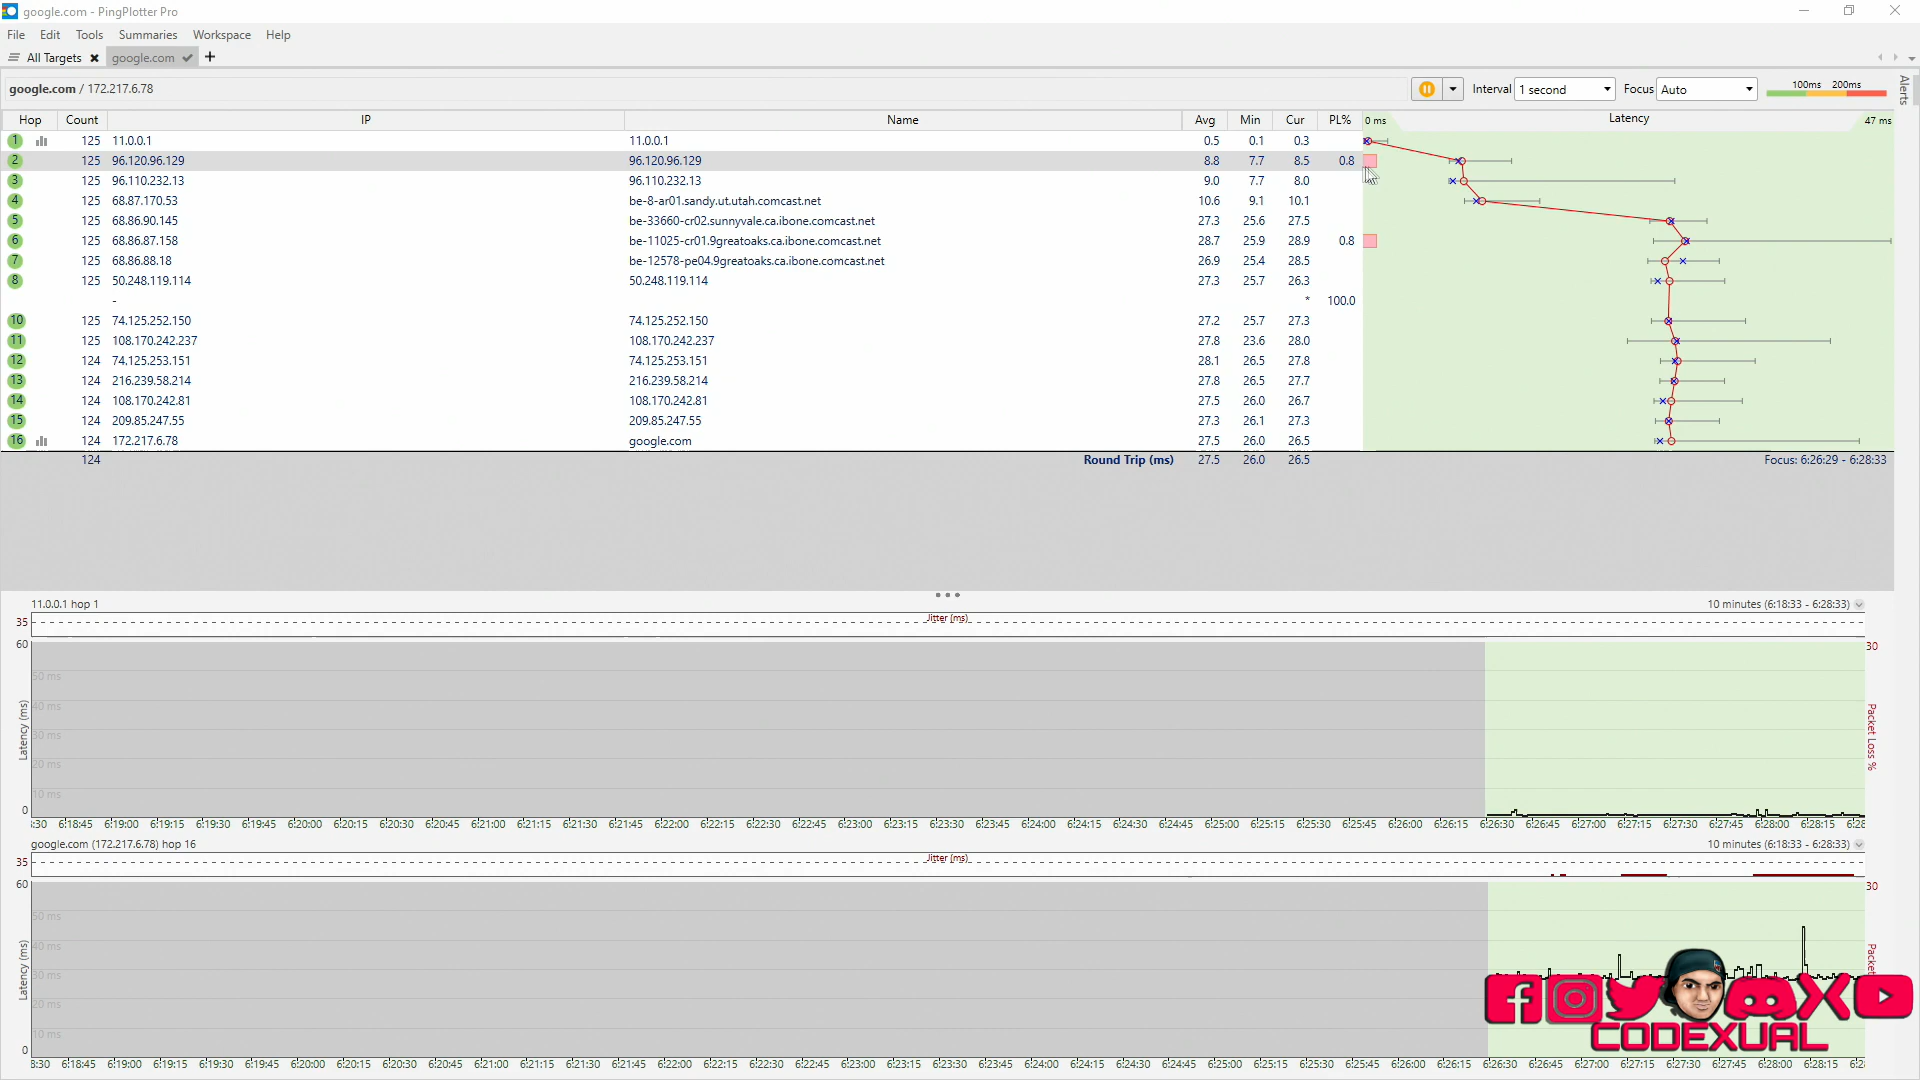 google.com - PingPlotter Pro
File Edit Tools Summaries Workspace Help
All Targets google.com
google.com / 172.217.6.78
Interval 1 second Focus Auto 100ms 200ms
Alerts
Hop Count IP Name Avg Min Cur PL% 0 ms Latency 47 ms
1 125 11.0.0.1 11.0.0.1 0.5 0.1 0.3
2 125 96.120.96.129 96.120.96.129 8.8 7.7 8.5 0.8
3 125 96.110.232.13 96.110.232.13 9.0 7.7 8.0
4 125 68.87.170.53 be-8-ar01.sandy.ut.utah.comcast.net 10.6 9.1 10.1
5 125 68.86.90.145 be-33660-cr02.sunnyvale.ca.ibone.comcast.net 27.3 25.6 27.5
6 125 68.86.87.158 be-11025-cr01.9greatoaks.ca.ibone.comcast.net 28.7 25.9 28.9 0.8
7 125 68.86.88.18 be-12578-pe04.9greatoaks.ca.ibone.comcast.net 26.9 25.4 28.5
8 125 50.248.119.114 50.248.119.114 27.3 25.7 26.3
- * 100.0
10 125 74.125.252.150 74.125.252.150 27.2 25.7 27.3
11 125 108.170.242.237 108.170.242.237 27.8 23.6 28.0
12 124 74.125.253.151 74.125.253.151 28.1 26.5 27.8
13 124 216.239.58.214 216.239.58.214 27.8 26.5 27.7
14 124 108.170.242.81 108.170.242.81 27.5 26.0 26.7
15 124 209.85.247.55 209.85.247.55 27.3 26.1 27.3
16 124 172.217.6.78 google.com 27.5 26.0 26.5
124 Round Trip (ms) 27.5 26.0 26.5 Focus: 6:26:29 - 6:28:33
11.0.0.1 hop 1 10 minutes (6:18:33 - 6:28:33)
35 Jitter (ms)
60 30
50 ms
40 ms
30 ms
20 ms
10 ms
0
Latency (ms)
Packet Loss %
:30 6:18:45 6:19:00 6:19:15 6:19:30 6:19:45 6:20:00 6:20:15 6:20:30 6:20:45 6:21:00 6:21:15 6:21:30 6:21:45 6:22:00 6:22:15 6:22:30 6:22:45 6:23:00 6:23:15 6:23:30 6:23:45 6:24:00 6:24:15 6:24:30 6:24:45 6:25:00 6:25:15 6:25:30 6:25:45 6:26:00 6:26:15 6:26:30 6:26:45 6:27:00 6:27:15 6:27:30 6:27:45 6:28:00 6:28:15 6:28
google.com (172.217.6.78) hop 16 10 minutes (6:18:33 - 6:28:33)
35 Jitter (ms)
60 30
50 ms
40 ms
30 ms
20 ms
10 ms
0
Latency (ms)
Packet
CODEXUAL
8:30 6:18:45 6:19:00 6:19:15 6:19:30 6:19:45 6:20:00 6:20:15 6:20:30 6:20:45 6:21:00 6:21:15 6:21:30 6:21:45 6:22:00 6:22:15 6:22:30 6:22:45 6:23:00 6:23:15 6:23:30 6:23:45 6:24:00 6:24:15 6:24:30 6:24:45 6:25:00 6:25:15 6:25:30 6:25:45 6:26:00 6:26:15 6:26:30 6:26:45 6:27:00 6:27:15 6:27:30 6:27:45 6:28:00 6:28:15 6:2